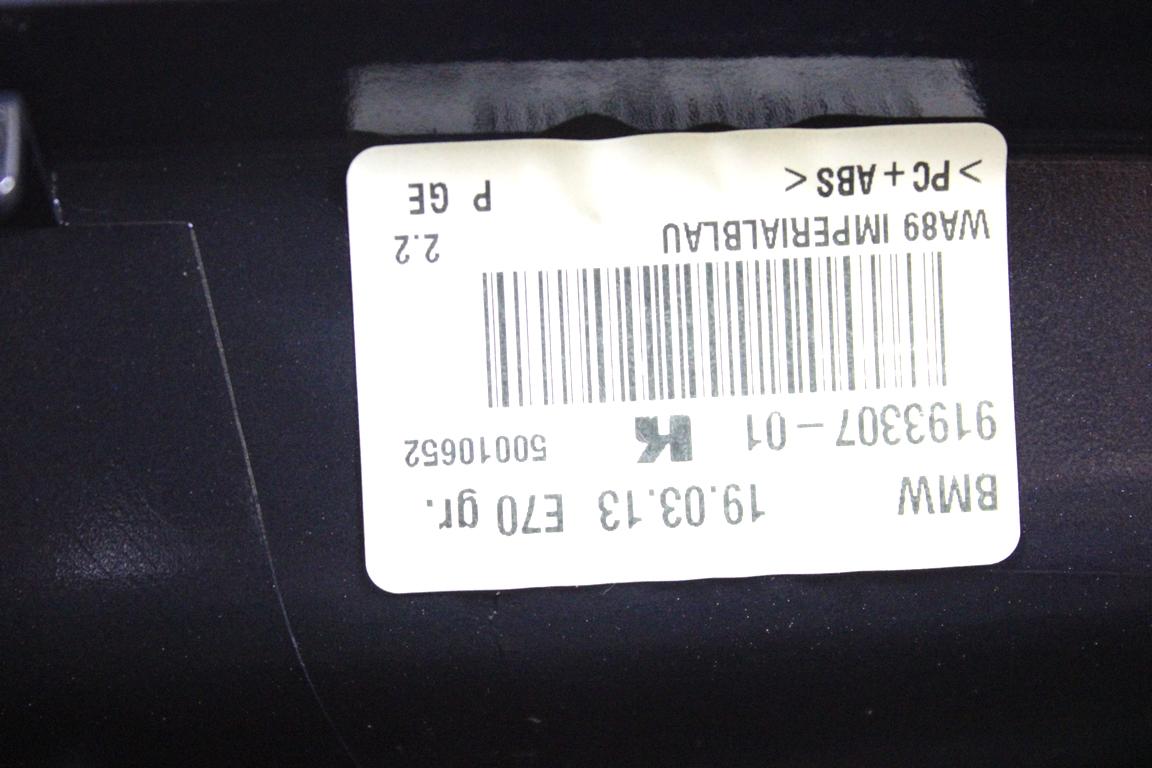 BMW 19.03.13 E70 gr.
9193307-01 K 50010652
WA89 IMPERIALBLAU 2.2
>PC+ABS< P GE